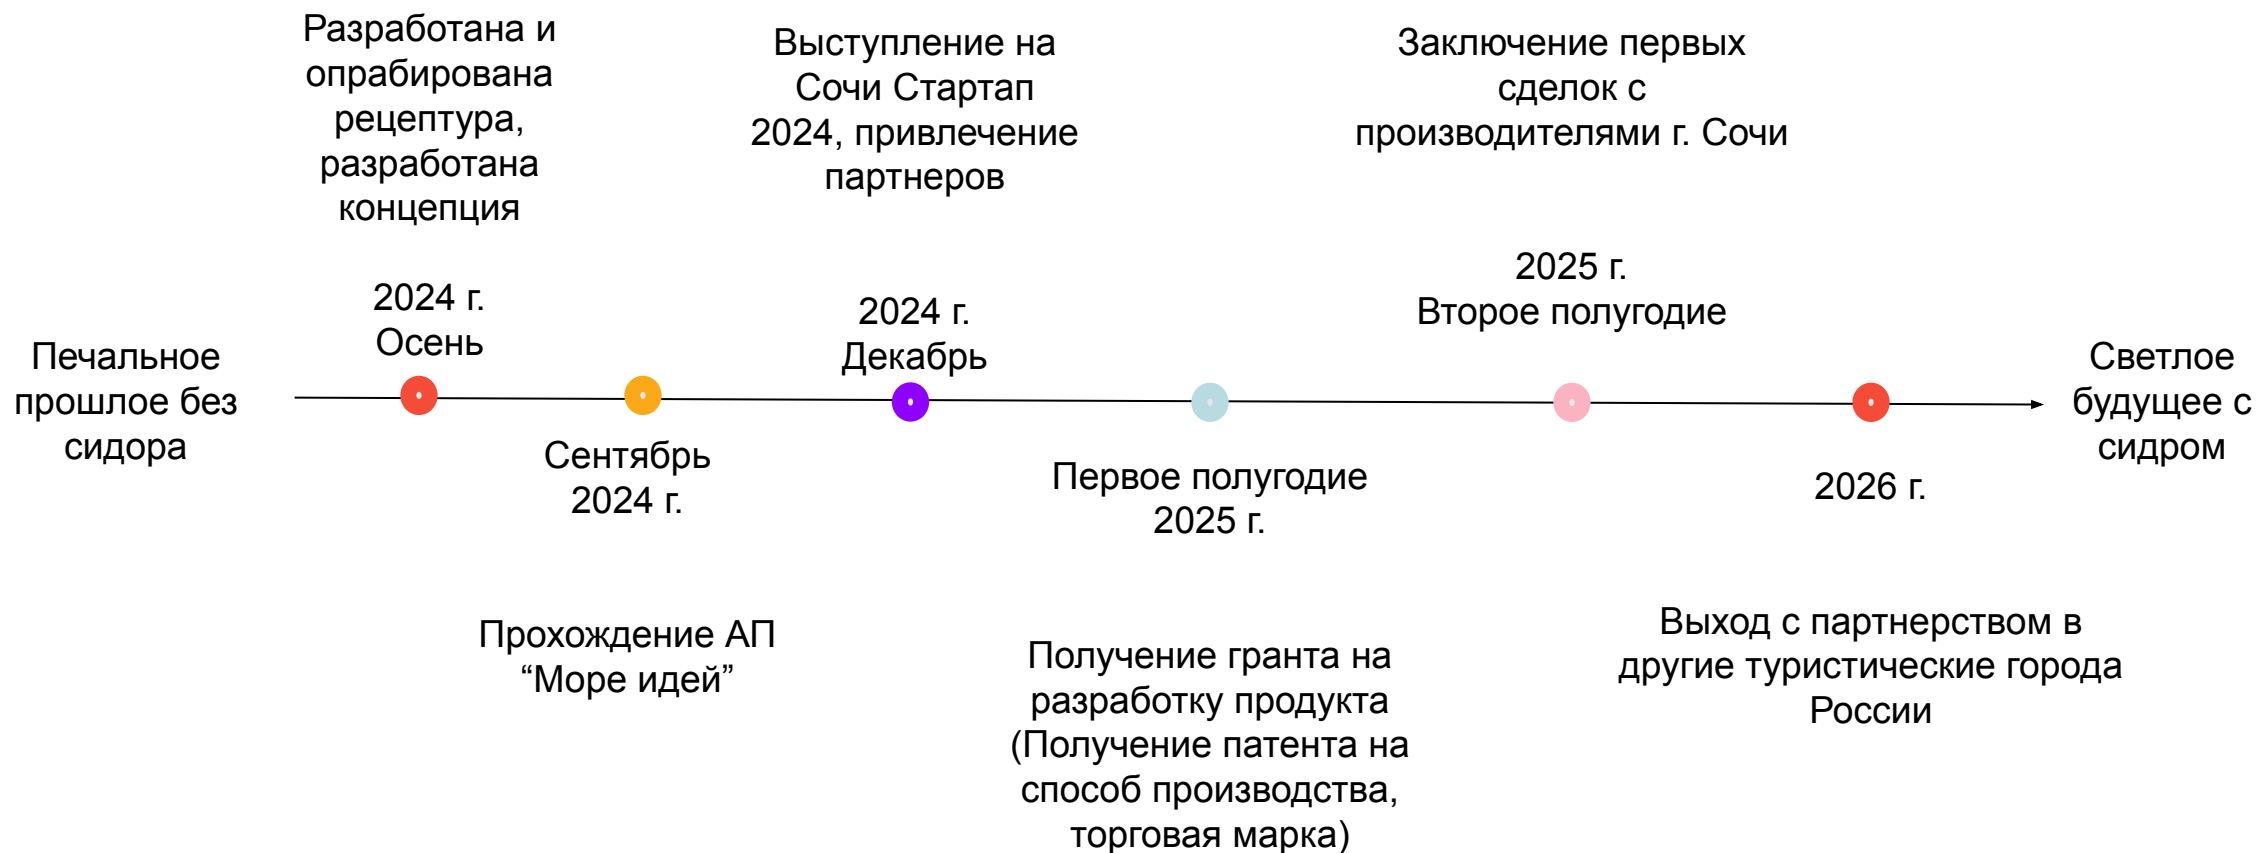 Разработана и
опрабирована
рецептура,
разработана
концепция
2024 г.
Осень
Выступление на
Сочи Стартап
2024, привлечение
партнеров
2024 г.
Декабрь
Заключение первых
сделок с
производителями г. Сочи
2025 г.
Второе полугодие
Печальное
прошлое без
сидора
Светлое
будущее с
сидром
Сентябрь
2024 г.
Прохождение АП
“Море идей”
Первое полугодие
2025 г.
Получение гранта на
разработку продукта
(Получение патента на
способ производства,
торговая марка)
2026 г.
Выход с партнерством в
другие туристические города
России